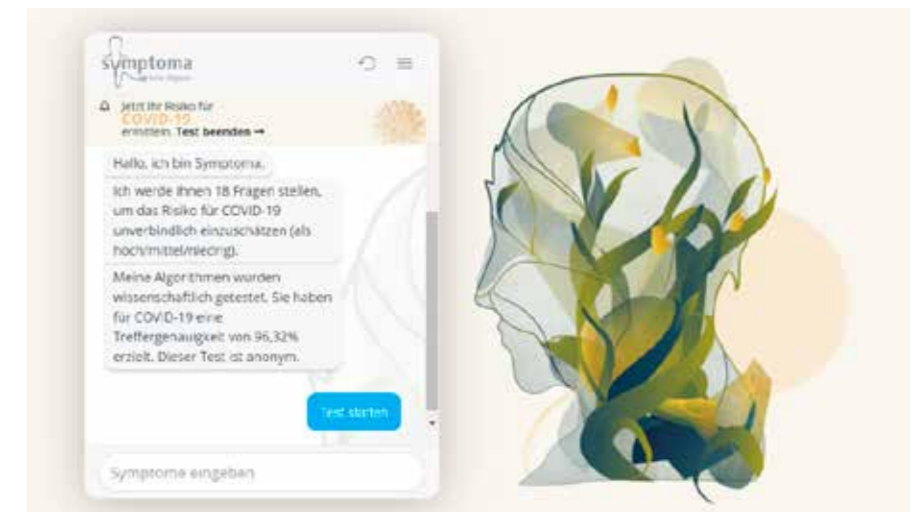 symptoma
Jetzt Ihr Risiko für
COVID-19
ermitteln. Test beenden →
Hallo, ich bin Symptoma.
Ich werde Ihnen 18 Fragen stellen,
um das Risiko für COVID-19
unverbindlich einzuschätzen (als
hoch/mittel/niedrig).
Meine Algorithmen wurden
wissenschaftlich getestet. Sie haben
für COVID-19 eine
Treffergenauigkeit von 96,32%
erzielt. Dieser Test ist anonym.
Test starten
Symptome eingeben